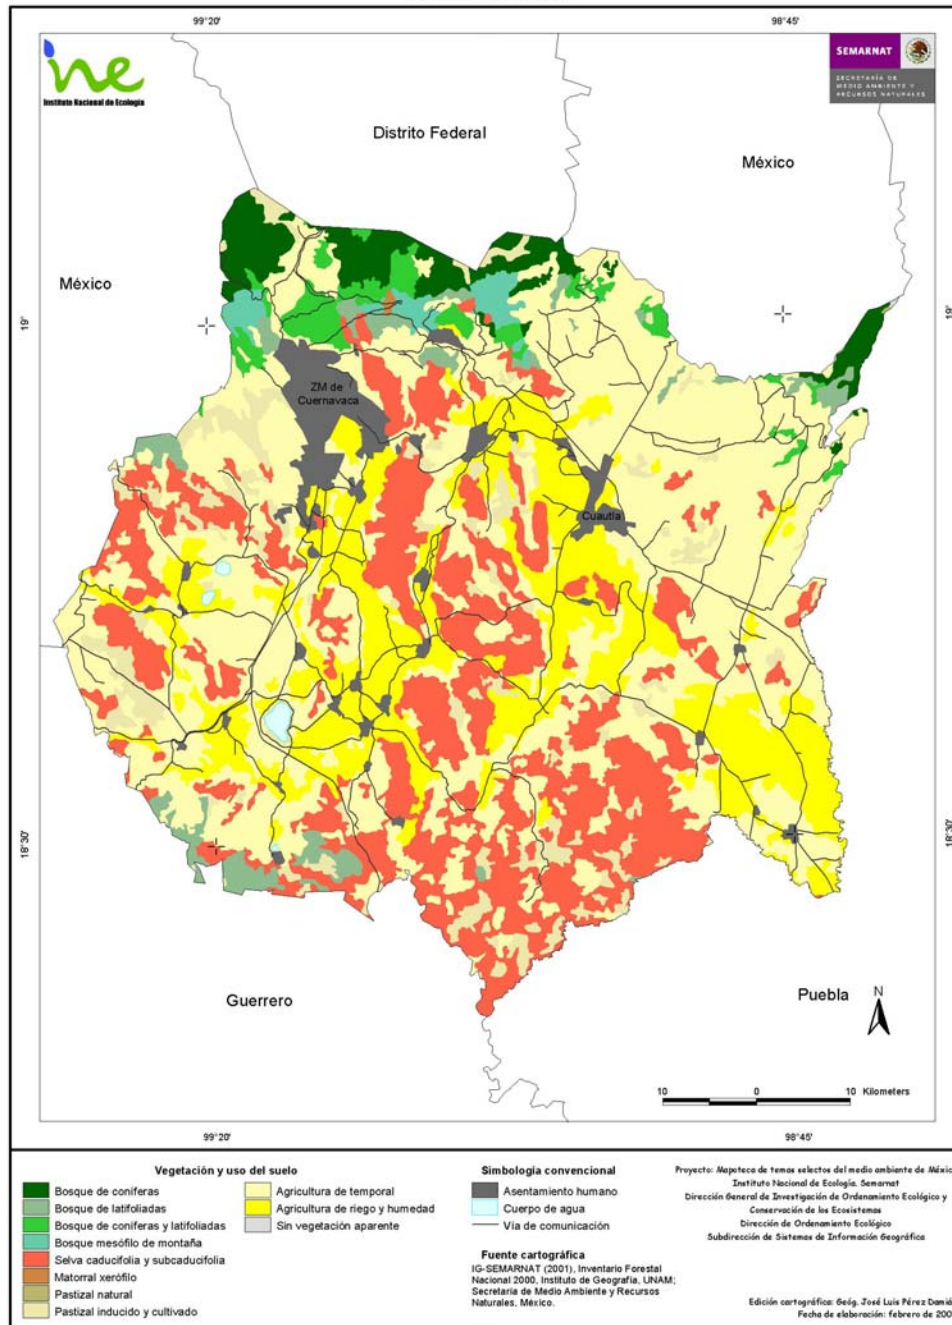 99°20'
98°45'
ine
Instituto Nacional de Ecología
SEMARNAT
SECRETARÍA DE
MEDIO AMBIENTE Y
RECURSOS NATURALES
Distrito Federal
México
México
19°
19°
ZM de
Cuernavaca
Cuautla
18°30'
18°30'
Guerrero
Puebla
N
10 0 10 Kilometers
99°20'
98°45'
Vegetación y uso del suelo
Bosque de coníferas
Bosque de latifoliadas
Bosque de coníferas y latifoliadas
Bosque mesófilo de montaña
Selva caducifolia y subcaducifolia
Matorral xerófilo
Pastizal natural
Pastizal inducido y cultivado
Agricultura de temporal
Agricultura de riego y humedad
Sin vegetación aparente
Simbología convencional
Asentamiento humano
Cuerpo de agua
Vía de comunicación
Fuente cartográfica
IG-SEMARNAT (2001), Inventario Forestal
Nacional 2000, Instituto de Geografía, UNAM;
Secretaría de Medio Ambiente y Recursos
Naturales, México.
Proyecto: Mapoteca de temas selectos del medio ambiente de Méxic
Instituto Nacional de Ecología, Semarnat
Dirección General de Investigación de Ordenamiento Ecológico y
Conservación de los Ecosistemas
Dirección de Ordenamiento Ecológico
Subdirección de Sistemas de Información Geográfica
Edición cartográfica: Geóg. José Luis Pérez Damiá
Fecha de elaboración: febrero de 200